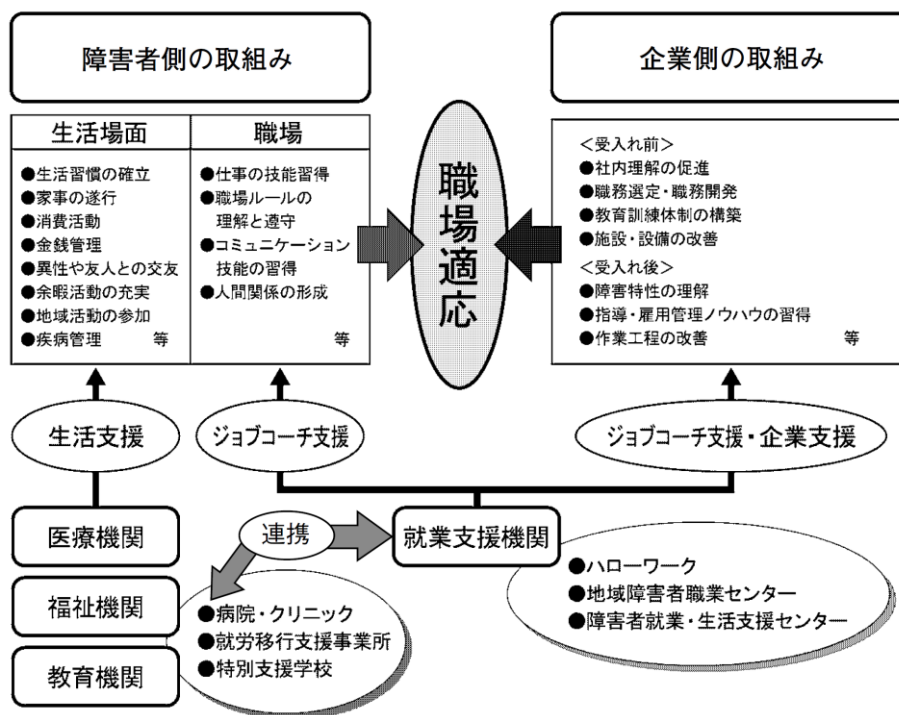 障害者側の取組み
企業側の取組み
生活場面
●生活習慣の確立
●家事の遂行
●消費活動
●金銭管理
●異性や友人との交友
●余暇活動の充実
●地域活動の参加
●疾病管理 等
職場
●仕事の技能習得
●職場ルールの
理解と遵守
●コミュニケーション
技能の習得
●人間関係の形成
等
職場適応
<受入れ前>
●社内理解の促進
●職務選定・職務開発
●教育訓練体制の構築
●施設・設備の改善
<受入れ後>
●障害特性の理解
●指導・雇用管理ノウハウの習得
●作業工程の改善 等
生活支援
ジョブコーチ支援
ジョブコーチ支援・企業支援
医療機関
福祉機関
教育機関
連携
就業支援機関
●病院・クリニック
●就労移行支援事業所
●特別支援学校
●ハローワーク
●地域障害者職業センター
●障害者就業・生活支援センター